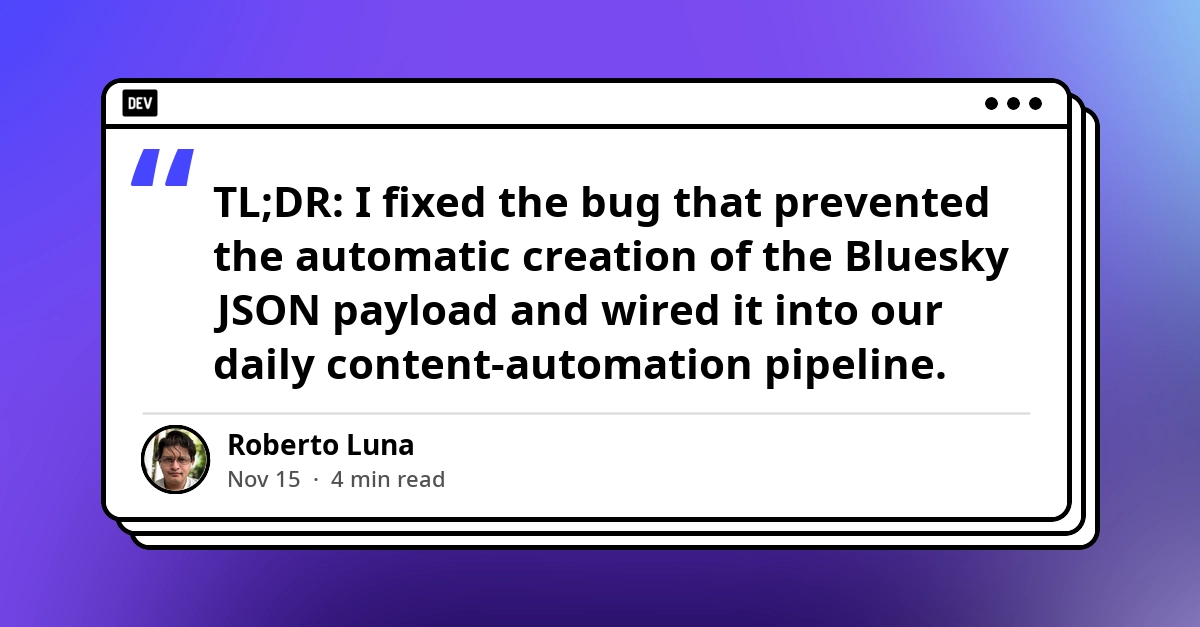 DEV
TL;DR: I fixed the bug that prevented
the automatic creation of the Bluesky
JSON payload and wired it into our
daily content-automation pipeline.
Roberto Luna
Nov 15 · 4 min read